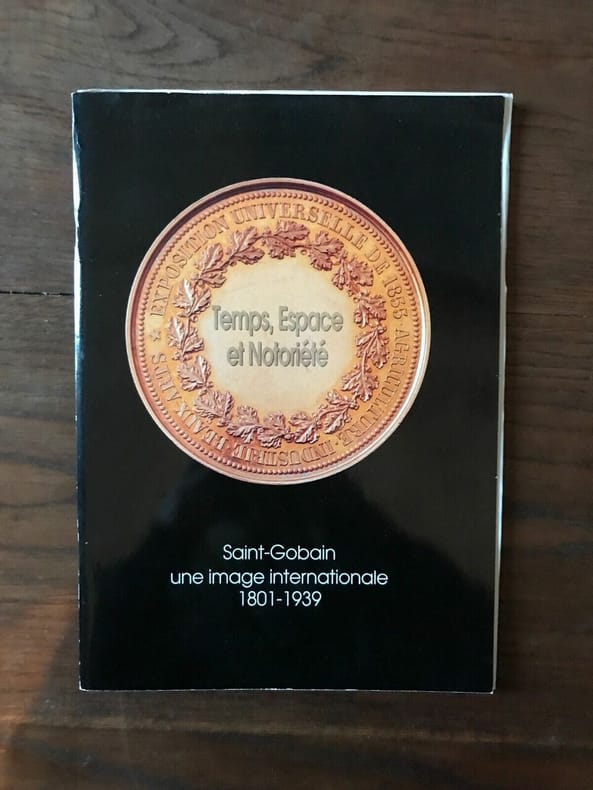 EXPOSITION UNIVERSELLE DE 1855 · AGRICULTURE · INDUSTRIE · BEAUX-ARTS ★
Temps, Espace
et Notoriété
Saint-Gobain
une image internationale
1801-1939